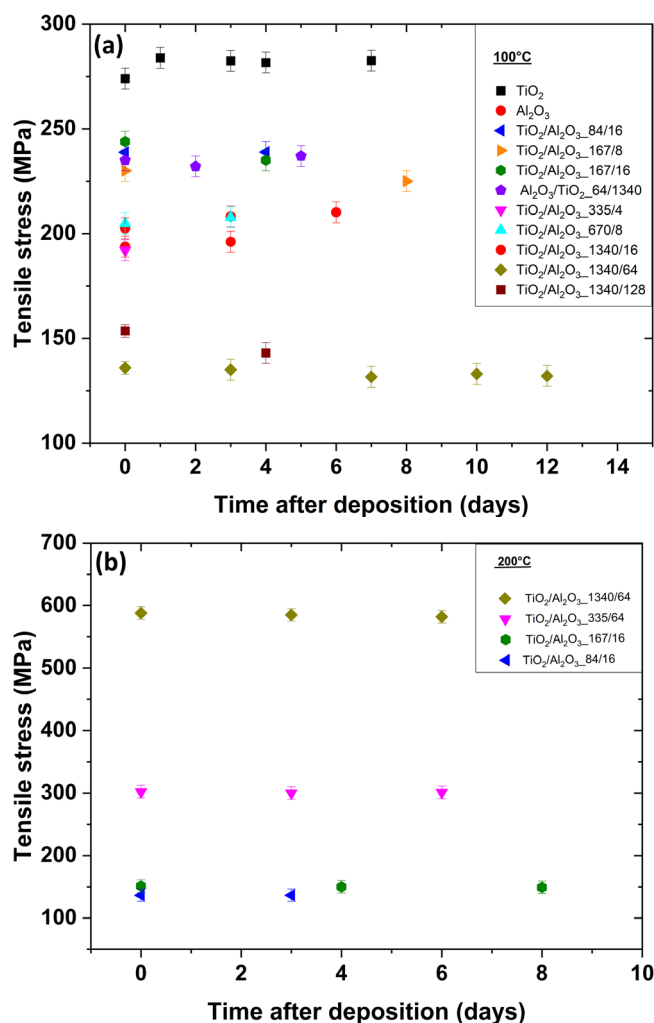 (a)
300
250
200
150
100
Tensile stress (MPa)
0 2 4 6 8 10 12 14
Time after deposition (days)
100°C
TiO₂
Al₂O₃
TiO₂/Al₂O₃_84/16
TiO₂/Al₂O₃_167/8
TiO₂/Al₂O₃_167/16
Al₂O₃/TiO₂_64/1340
TiO₂/Al₂O₃_335/4
TiO₂/Al₂O₃_670/8
TiO₂/Al₂O₃_1340/16
TiO₂/Al₂O₃_1340/64
TiO₂/Al₂O₃_1340/128
(b)
700
600
500
400
300
200
100
Tensile stress (MPa)
0 2 4 6 8 10
Time after deposition (days)
200°C
TiO₂/Al₂O₃_1340/64
TiO₂/Al₂O₃_335/64
TiO₂/Al₂O₃_167/16
TiO₂/Al₂O₃_84/16